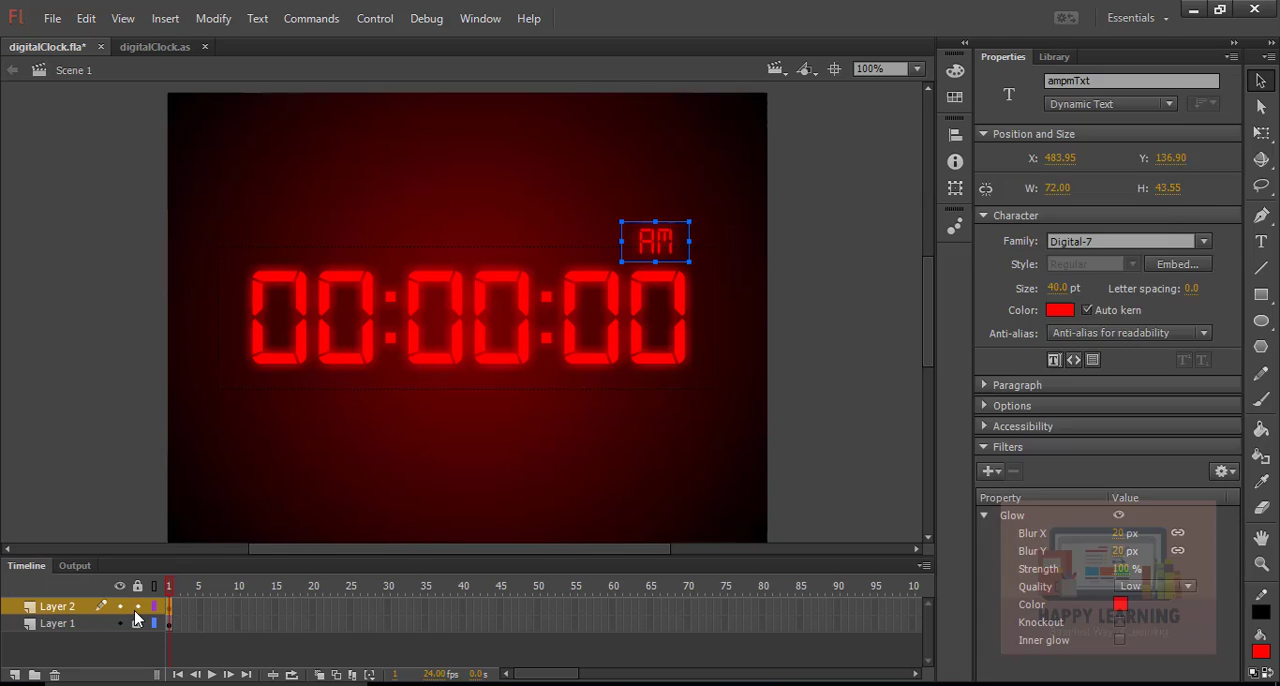 Fl File Edit View Insert Modify Text Commands Control Debug Window Help Essentials
digitalClock.fla* × digitalClock.as ×
Scene 1 100%
AM
00:00:00
Properties Library
ampmTxt
T Dynamic Text
Position and Size
X: 483.95 Y: 136.90
W: 72.00 H: 43.55
Character
Family: Digital-7
Style: Regular Embed...
Size: 40.0 pt Letter spacing: 0.0
Color: Auto kern
Anti-alias: Anti-alias for readability
Paragraph
Options
Accessibility
Filters
Property Value
Glow
Blur X 20 px
Blur Y 20 px
Strength 100 %
Quality Low
Color
Knockout
Inner glow
HAPPY LEARNING
Timeline Output
1 5 10 15 20 25 30 35 40 45 50 55 60 65 70 75 80 85 90 95 10
Layer 2
Layer 1
1 24.00 fps 0.0 s